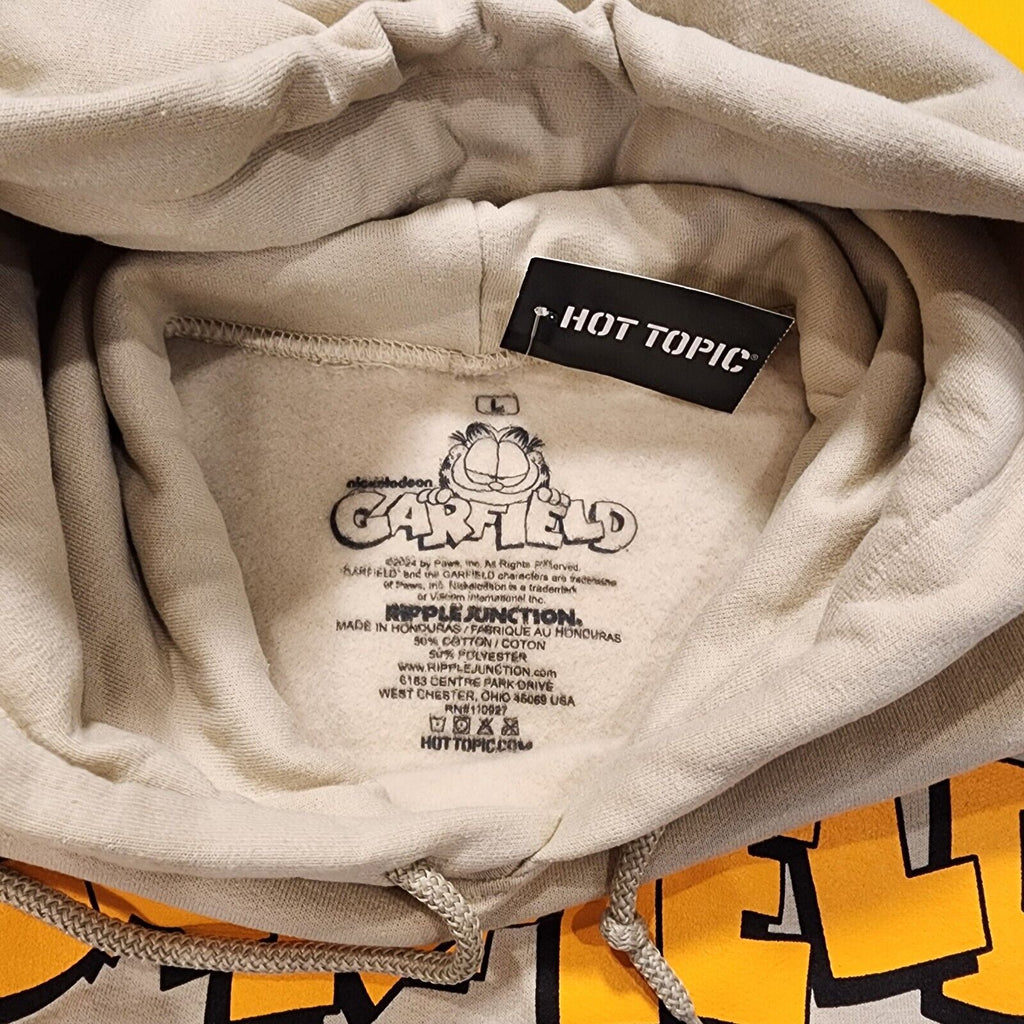 HOT TOPIC
L
nickelodeon
GARFIELD
©2024 by Paws, Inc. All Rights Reserved.
"GARFIELD" and the GARFIELD characters are trademarks
of Paws, Inc. Nickelodeon is a trademark
of Viacom International Inc.
RIPPLE JUNCTION.
MADE IN HONDURAS / FABRIQUE AU HONDURAS
50% COTTON / COTON
50% POLYESTER
www.RIPPLEJUNCTION.com
6183 CENTRE PARK DRIVE
WEST CHESTER, OHIO 45069 USA
RN#110927
HOTTOPIC.COM